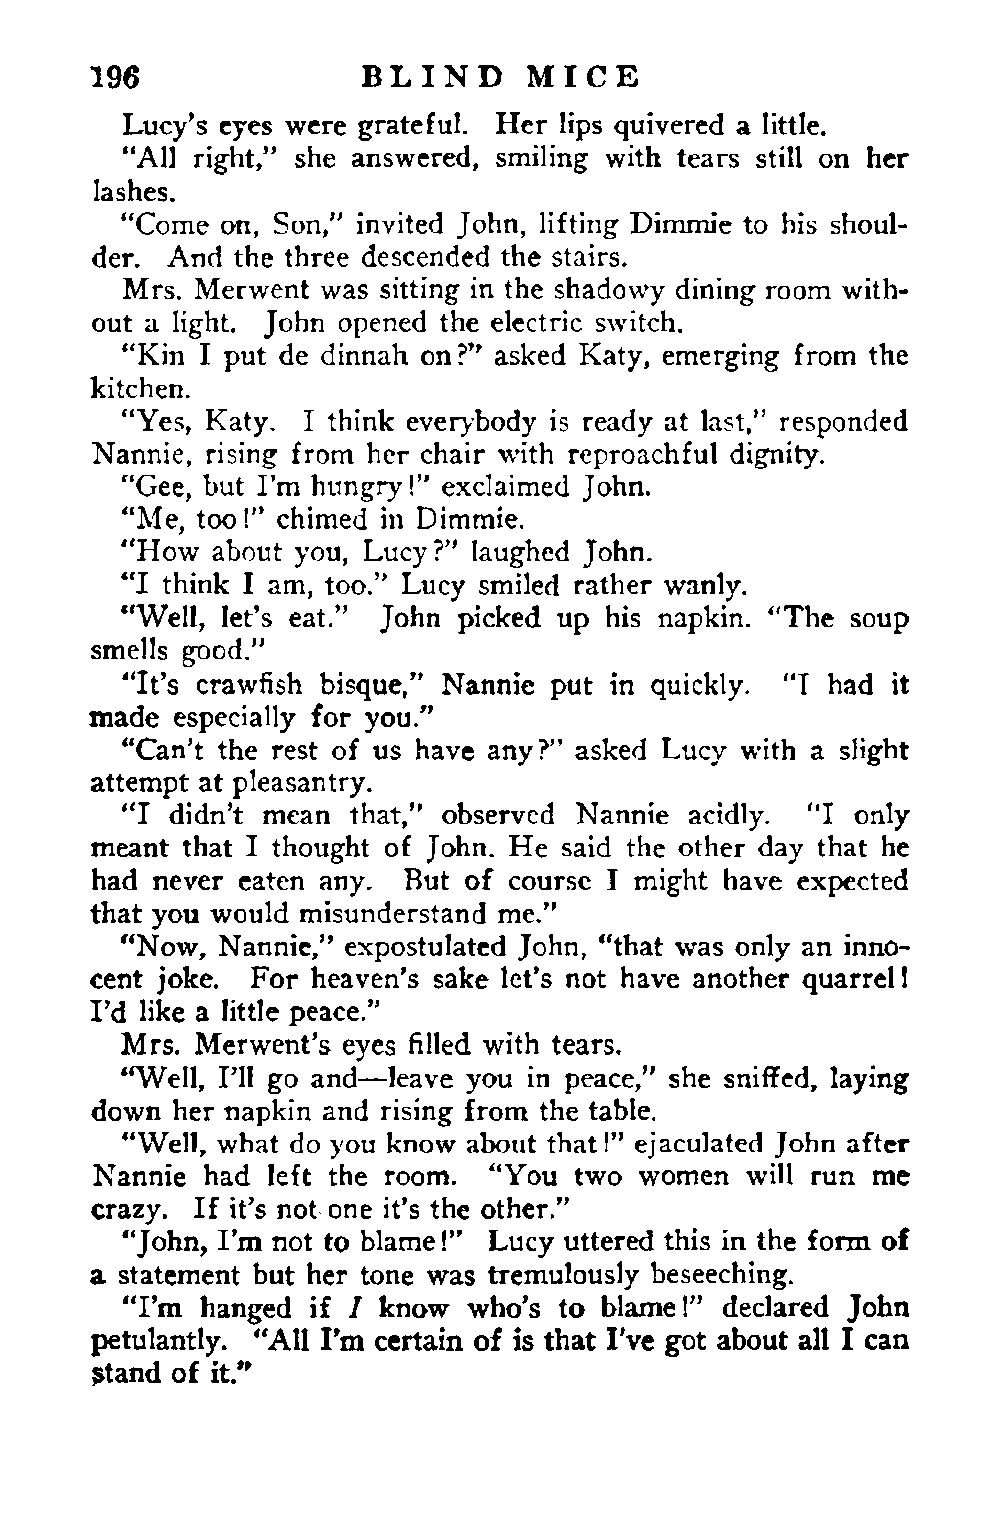 196 BLIND MICE
Lucy's eyes were grateful. Her lips quivered a little.
"All right," she answered, smiling with tears still on her
lashes.
"Come on, Son," invited John, lifting Dimmie to his shoul-
der. And the three descended the stairs.
Mrs. Merwent was sitting in the shadowy dining room with-
out a light. John opened the electric switch.
"Kin I put de dinnah on?" asked Katy, emerging from the
kitchen.
"Yes, Katy. I think everybody is ready at last," responded
Nannie, rising from her chair with reproachful dignity.
"Gee, but I'm hungry!" exclaimed John.
"Me, too!" chimed in Dimmie.
"How about you, Lucy?" laughed John.
"I think I am, too." Lucy smiled rather wanly.
"Well, let's eat." John picked up his napkin. "The soup
smells good."
"It's crawfish bisque," Nannie put in quickly. "I had it
made especially for you."
"Can't the rest of us have any?" asked Lucy with a slight
attempt at pleasantry.
"I didn't mean that," observed Nannie acidly. "I only
meant that I thought of John. He said the other day that he
had never eaten any. But of course I might have expected
that you would misunderstand me."
"Now, Nannie," expostulated John, "that was only an inno-
cent joke. For heaven's sake let's not have another quarrel!
I'd like a little peace."
Mrs. Merwent's eyes filled with tears.
"Well, I'll go and—leave you in peace," she sniffed, laying
down her napkin and rising from the table.
"Well, what do you know about that!" ejaculated John after
Nannie had left the room. "You two women will run me
crazy. If it's not one it's the other."
"John, I'm not to blame!" Lucy uttered this in the form of
a statement but her tone was tremulously beseeching.
"I'm hanged if I know who's to blame!" declared John
petulantly. "All I'm certain of is that I've got about all I can
stand of it."